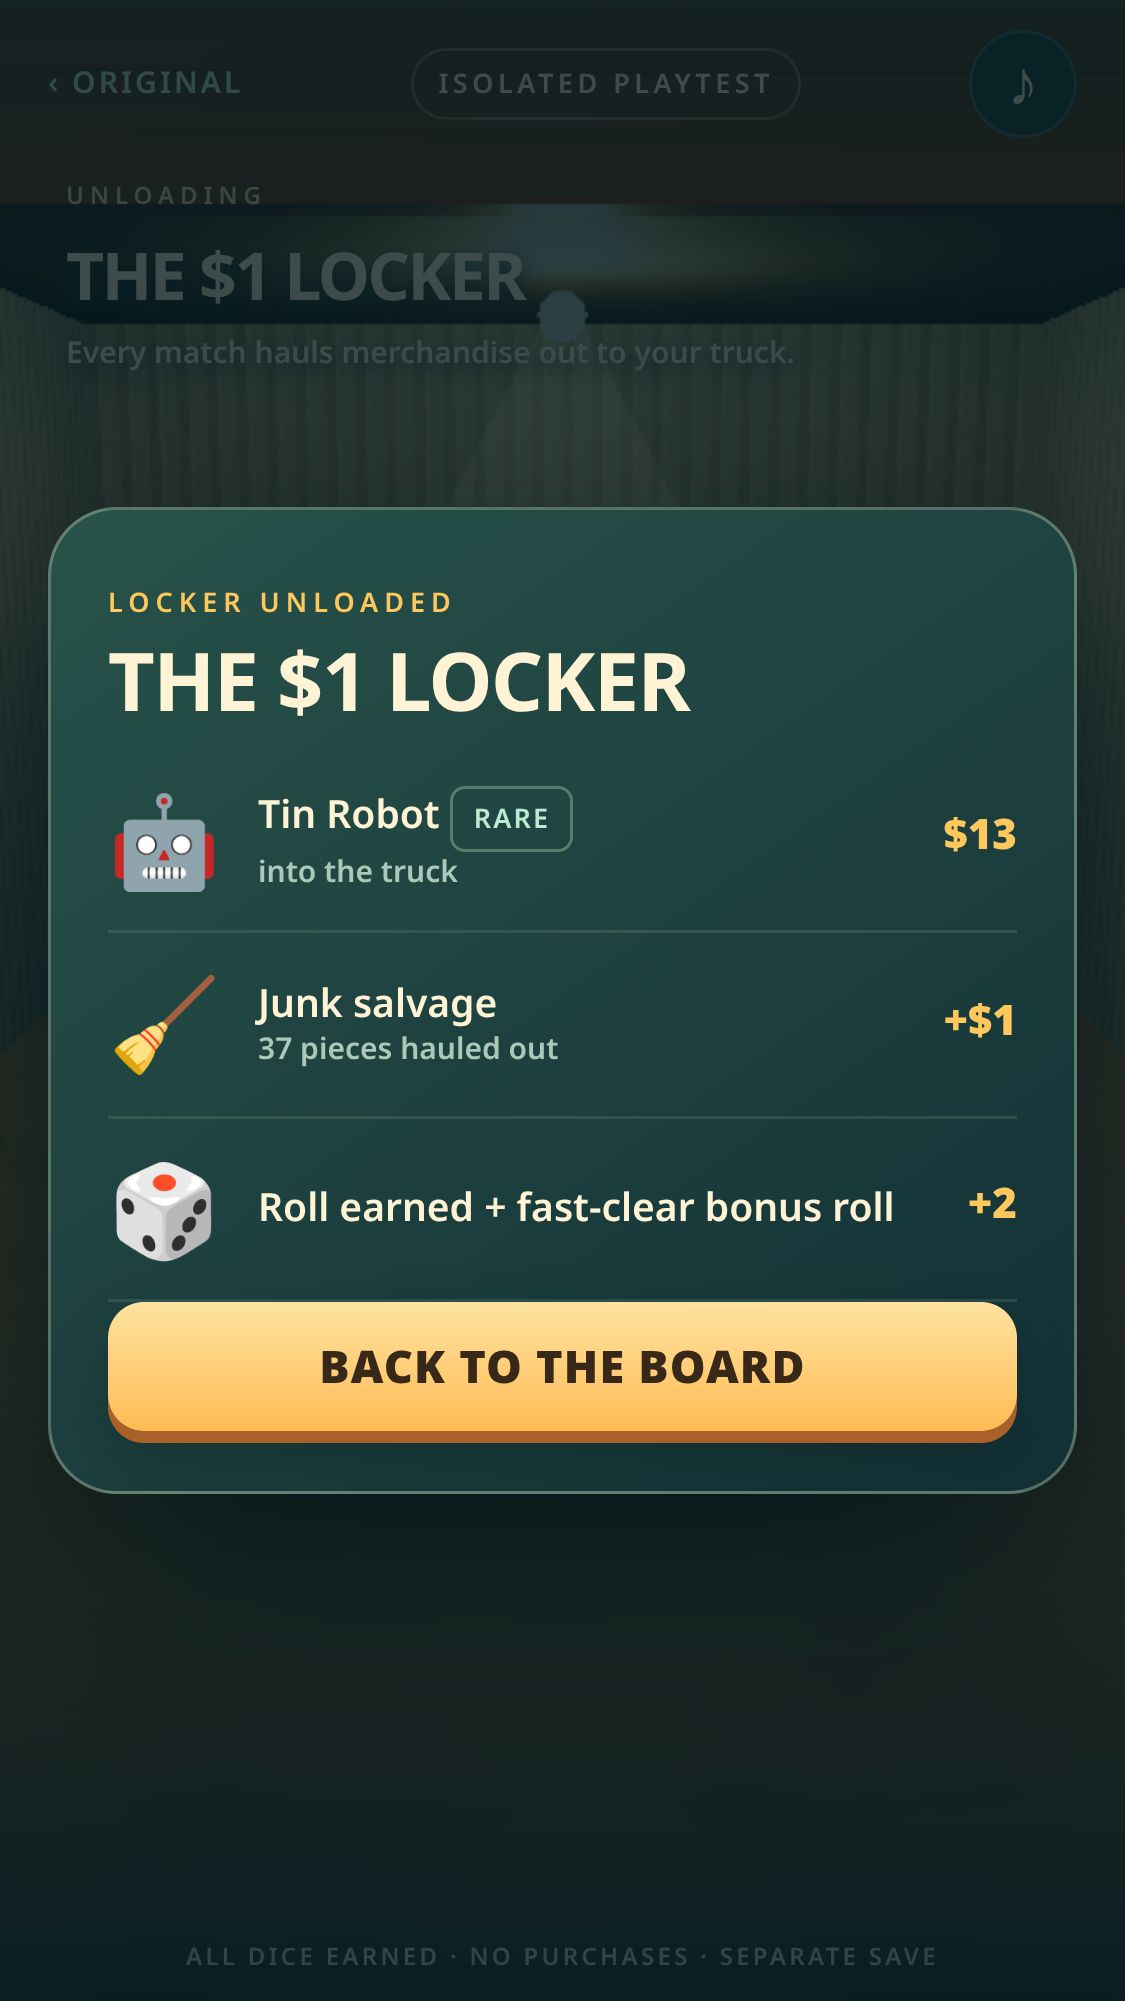 ‹ ORIGINAL
ISOLATED PLAYTEST
UNLOADING
THE $1 LOCKER
Every match hauls merchandise out to your truck.
LOCKER UNLOADED
THE $1 LOCKER
Tin Robot RARE
into the truck
$13
Junk salvage
37 pieces hauled out
+$1
Roll earned + fast-clear bonus roll
+2
BACK TO THE BOARD
ALL DICE EARNED · NO PURCHASES · SEPARATE SAVE